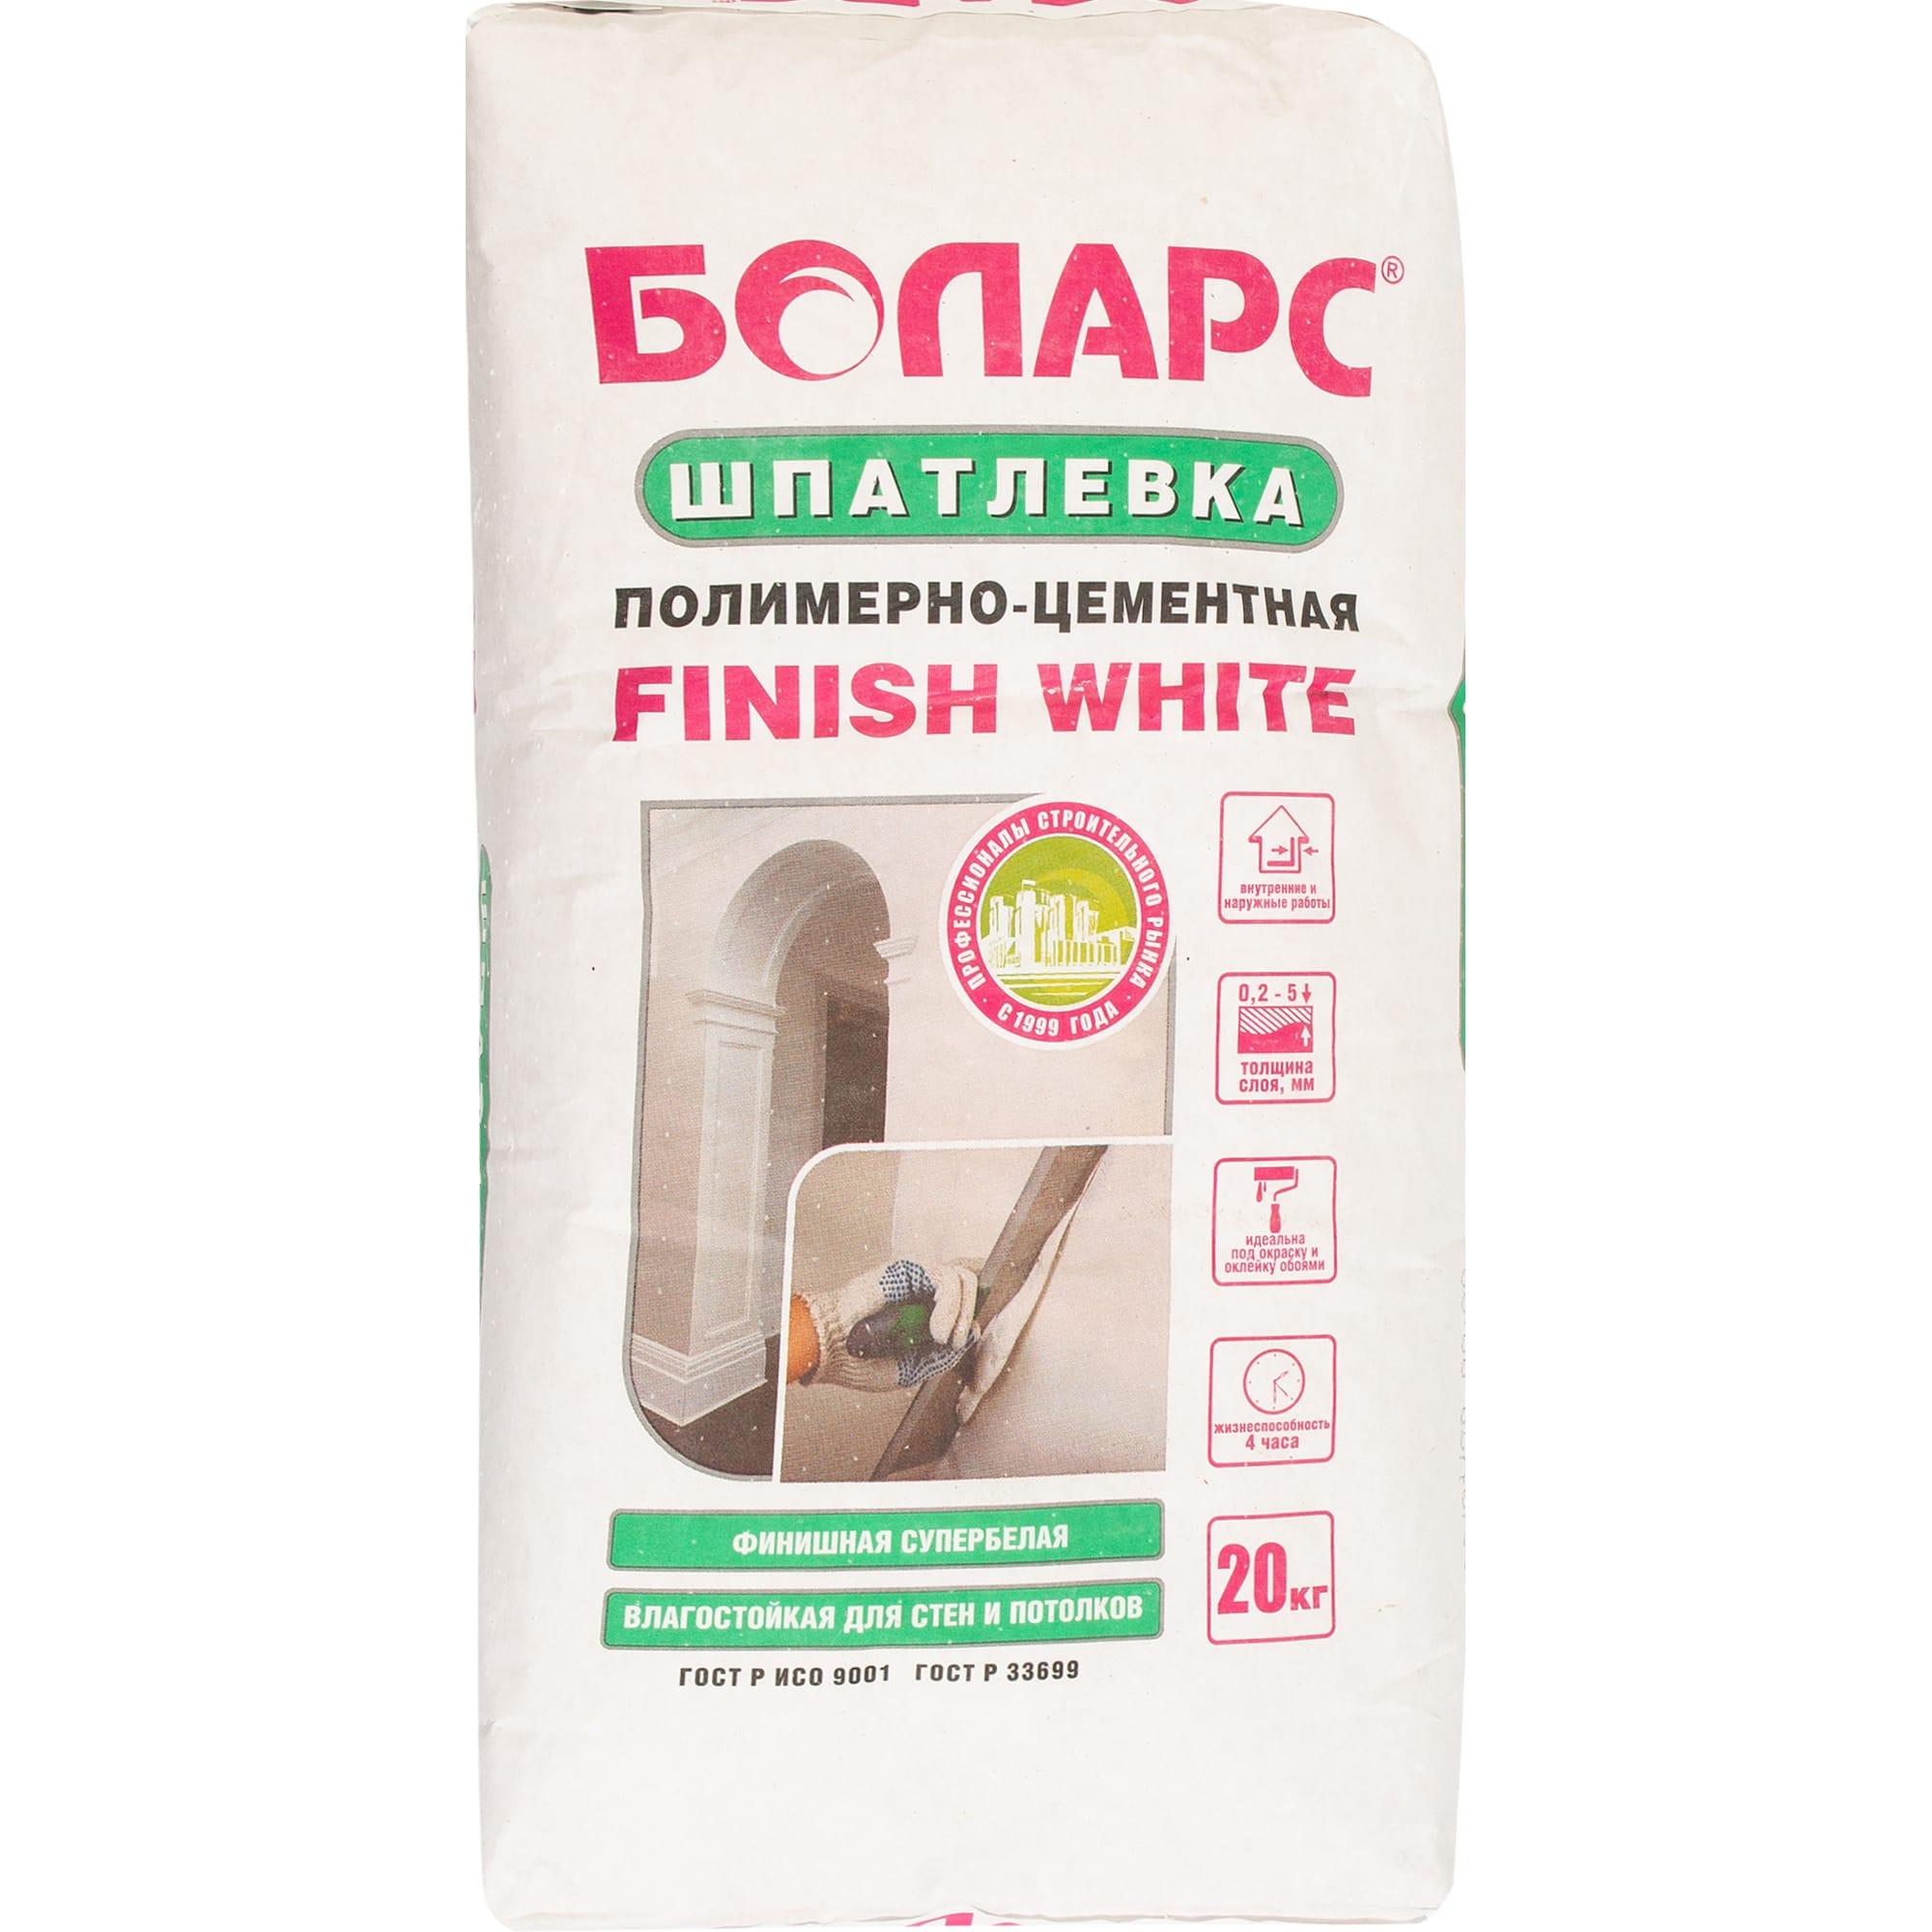 БОЛАРС®
ШПАТЛЕВКА
ПОЛИМЕРНО-ЦЕМЕНТНАЯ
FINISH WHITE
ПРОФЕССИОНАЛЫ СТРОИТЕЛЬНОГО РЫНКА
· С 1999 ГОДА ·
внутренние и
наружные работы
0,2 - 5
толщина
слоя, мм
идеальна
под окраску и
оклейку обоями
жизнеспособность
4 часа
20кг
ФИНИШНАЯ СУПЕРБЕЛАЯ
ВЛАГОСТОЙКАЯ ДЛЯ СТЕН И ПОТОЛКОВ
ГОСТ Р ИСО 9001 ГОСТ Р 33699